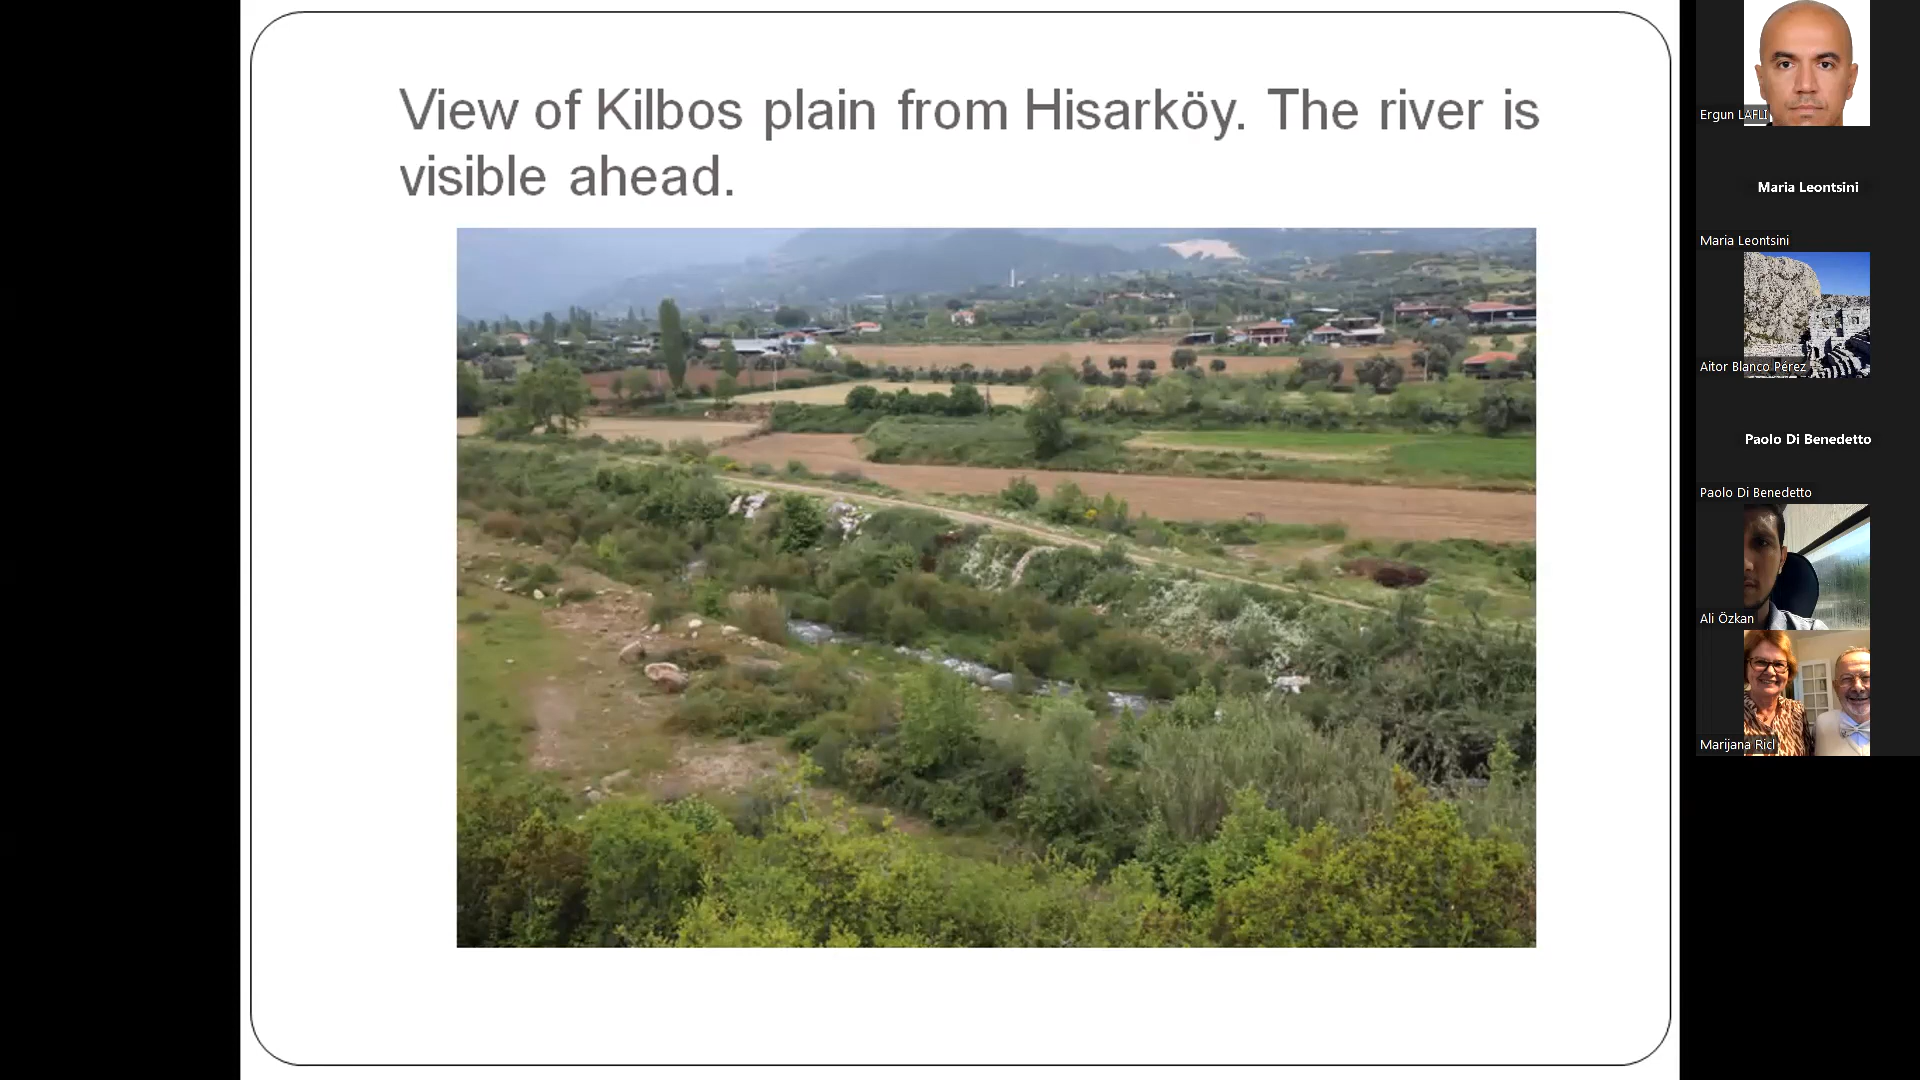 View of Kilbos plain from Hisarköy. The river is
visible ahead.
Ergun LAFLI
Maria Leontsini
Maria Leontsini
Aitor Blanco Pérez
Paolo Di Benedetto
Paolo Di Benedetto
Ali Özkan
Marijana Ricl